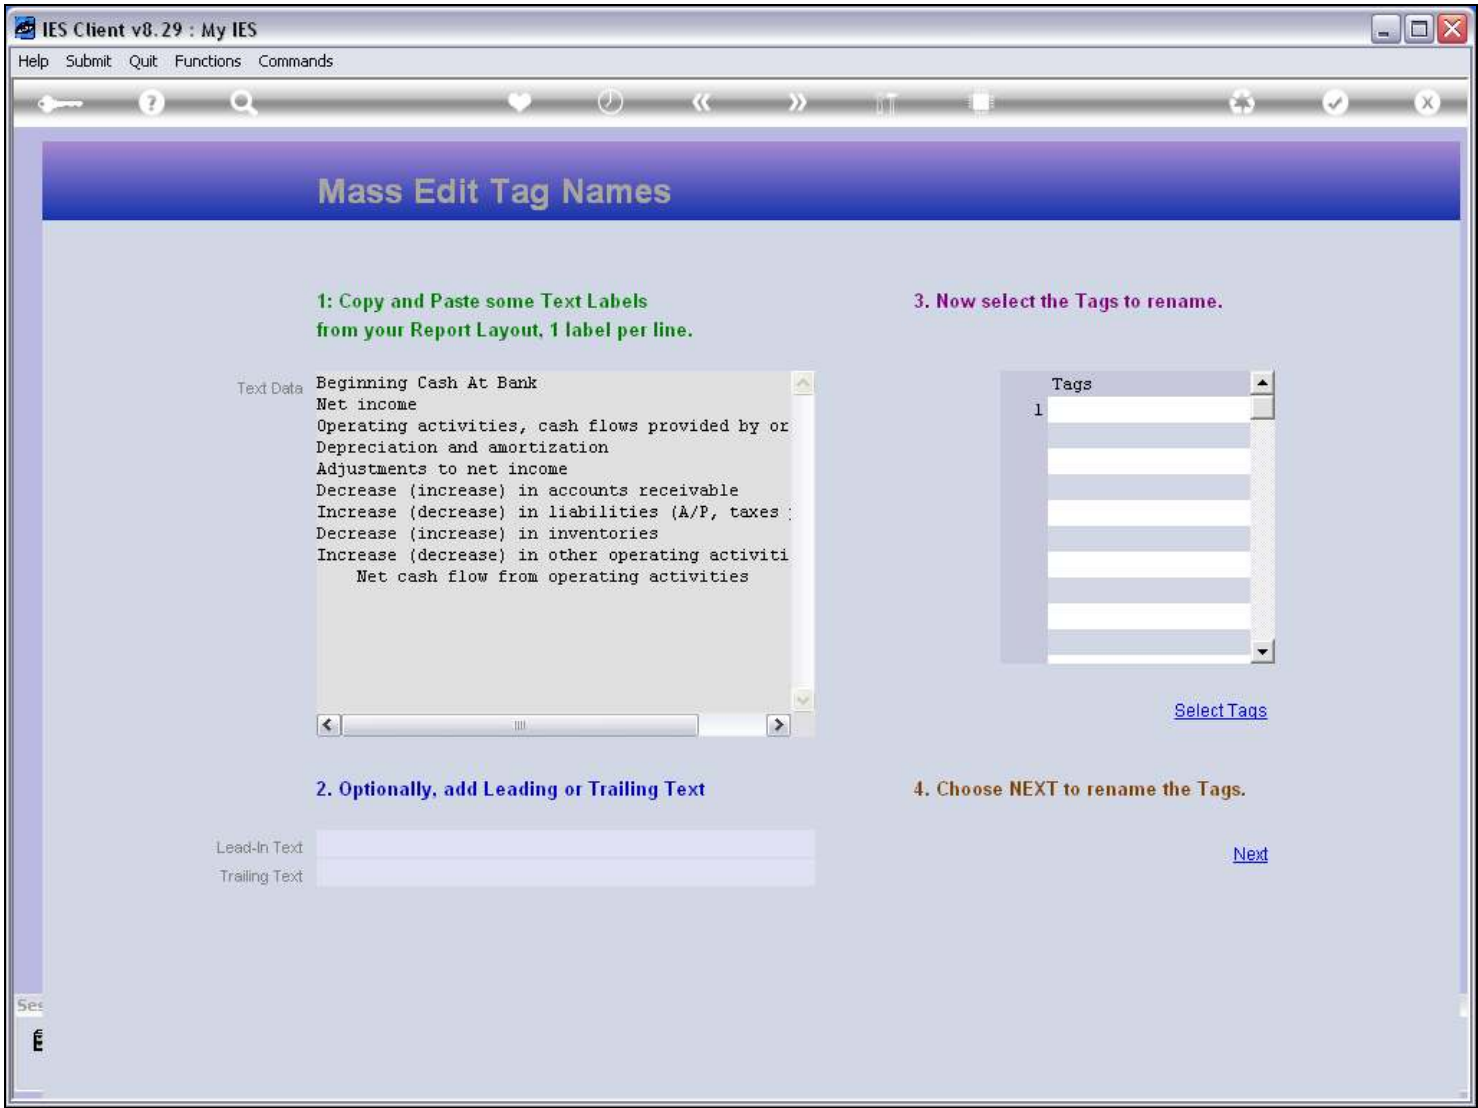 IES Client v8.29 : My IES
Help Submit Quit Functions Commands
Mass Edit Tag Names
1: Copy and Paste some Text Labels
from your Report Layout, 1 label per line.
Text Data
Beginning Cash At Bank
Net income
Operating activities, cash flows provided by or
Depreciation and amortization
Adjustments to net income
Decrease (increase) in accounts receivable
Increase (decrease) in liabilities (A/P, taxes
Decrease (increase) in inventories
Increase (decrease) in other operating activiti
Net cash flow from operating activities
2. Optionally, add Leading or Trailing Text
Lead-In Text
Trailing Text
3. Now select the Tags to rename.
Tags
1
Select Tags
4. Choose NEXT to rename the Tags.
Next
Ses